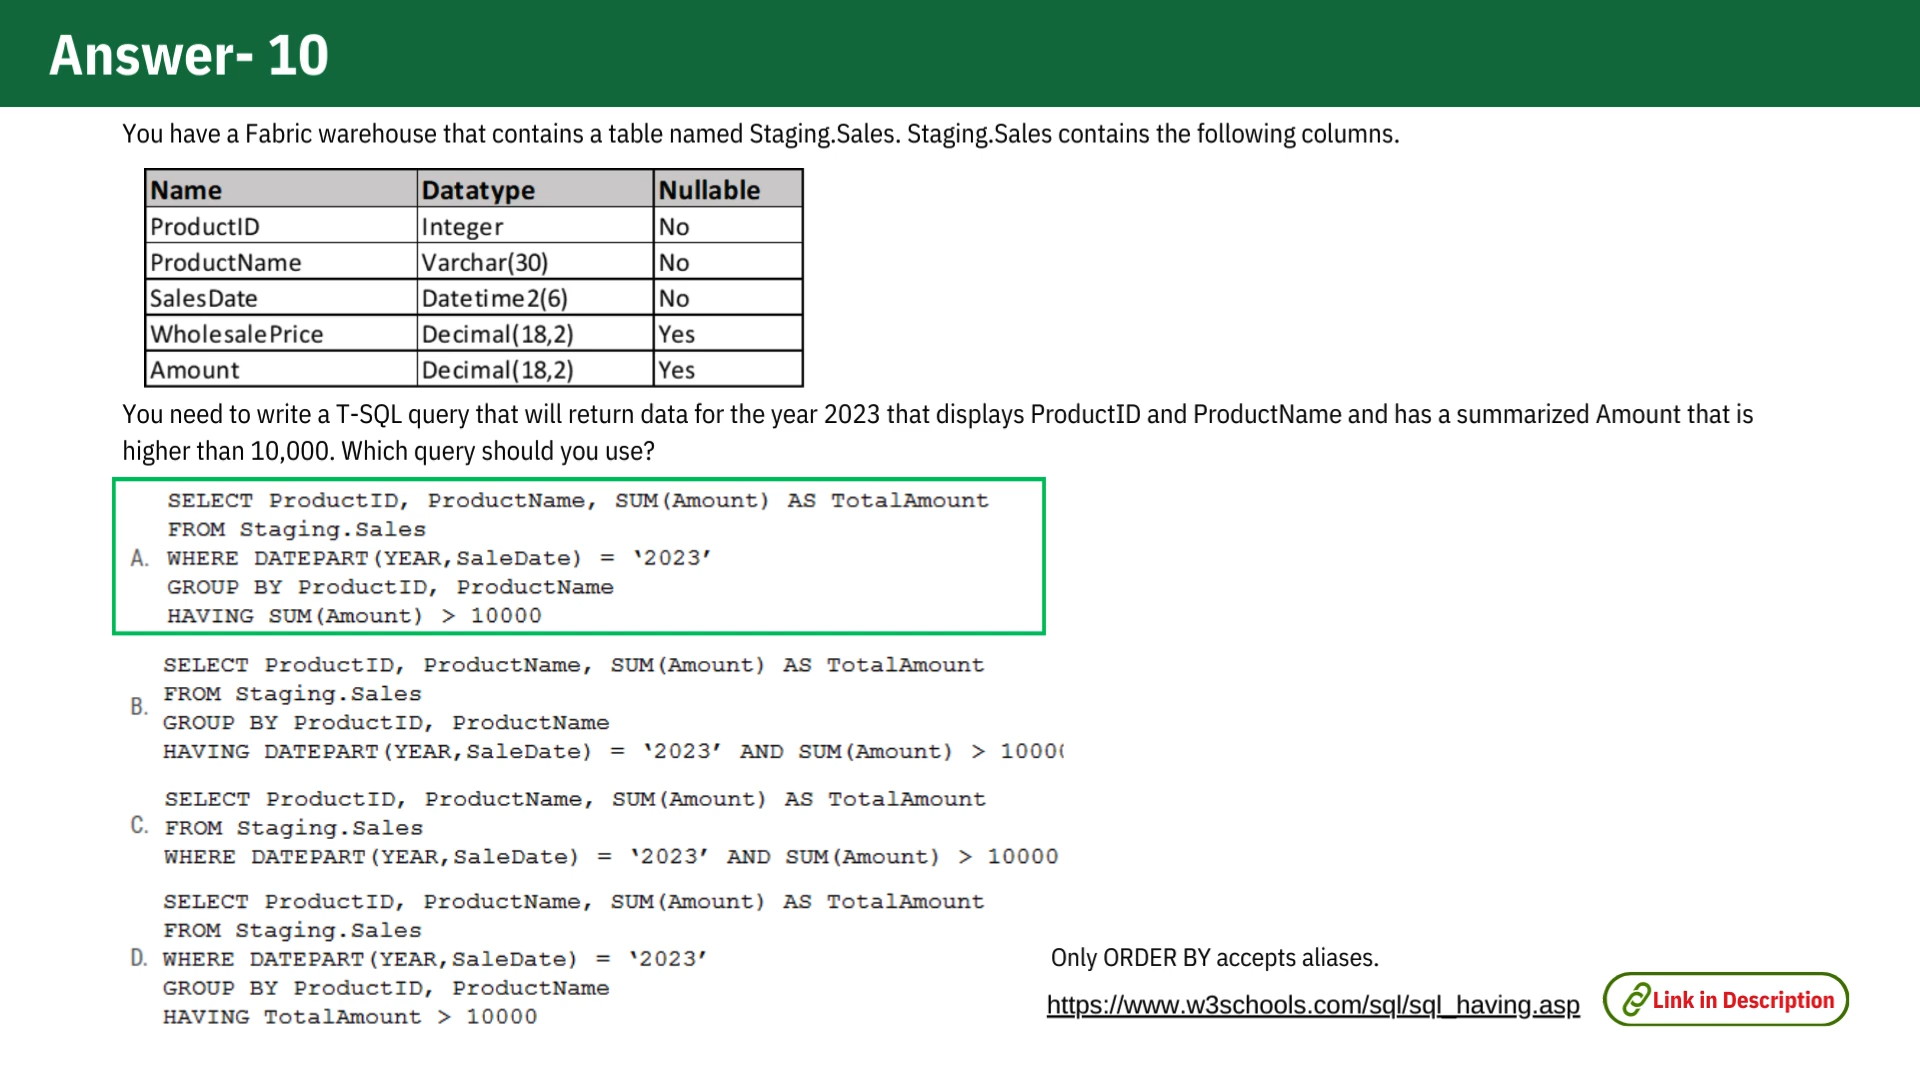 Answer- 10
You have a Fabric warehouse that contains a table named Staging.Sales. Staging.Sales contains the following columns.
Name Datatype Nullable
ProductID Integer No
ProductName Varchar(30) No
SalesDate Datetime2(6) No
WholesalePrice Decimal(18,2) Yes
Amount Decimal(18,2) Yes
You need to write a T-SQL query that will return data for the year 2023 that displays ProductID and ProductName and has a summarized Amount that is
higher than 10,000. Which query should you use?
SELECT ProductID, ProductName, SUM(Amount) AS TotalAmount
FROM Staging.Sales
A. WHERE DATEPART(YEAR,SaleDate) = ‘2023’
GROUP BY ProductID, ProductName
HAVING SUM(Amount) > 10000
SELECT ProductID, ProductName, SUM(Amount) AS TotalAmount
FROM Staging.Sales
B.
GROUP BY ProductID, ProductName
HAVING DATEPART(YEAR,SaleDate) = ‘2023’ AND SUM(Amount) > 1000(
SELECT ProductID, ProductName, SUM(Amount) AS TotalAmount
C. FROM Staging.Sales
WHERE DATEPART(YEAR,SaleDate) = ‘2023’ AND SUM(Amount) > 10000
SELECT ProductID, ProductName, SUM(Amount) AS TotalAmount
FROM Staging.Sales
D. WHERE DATEPART(YEAR,SaleDate) = ‘2023’
GROUP BY ProductID, ProductName
HAVING TotalAmount > 10000
Only ORDER BY accepts aliases.
https://www.w3schools.com/sql/sql_having.asp
Link in Description